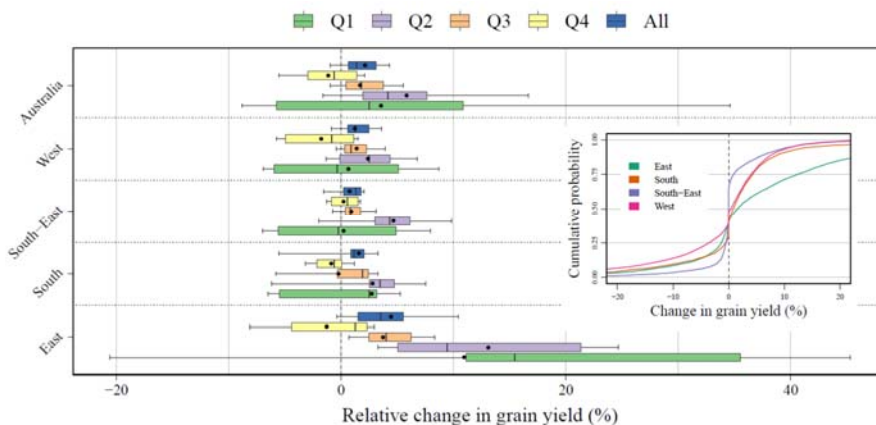 Q1 Q2 Q3 Q4 All
Australia
West
South-East
South
East
−20 0 20 40
Relative change in grain yield (%)
Cumulative probability
1.00
0.75
0.50
0.25
0.00
East
South
South-East
West
−20 −10 0 10 20
Change in grain yield (%)